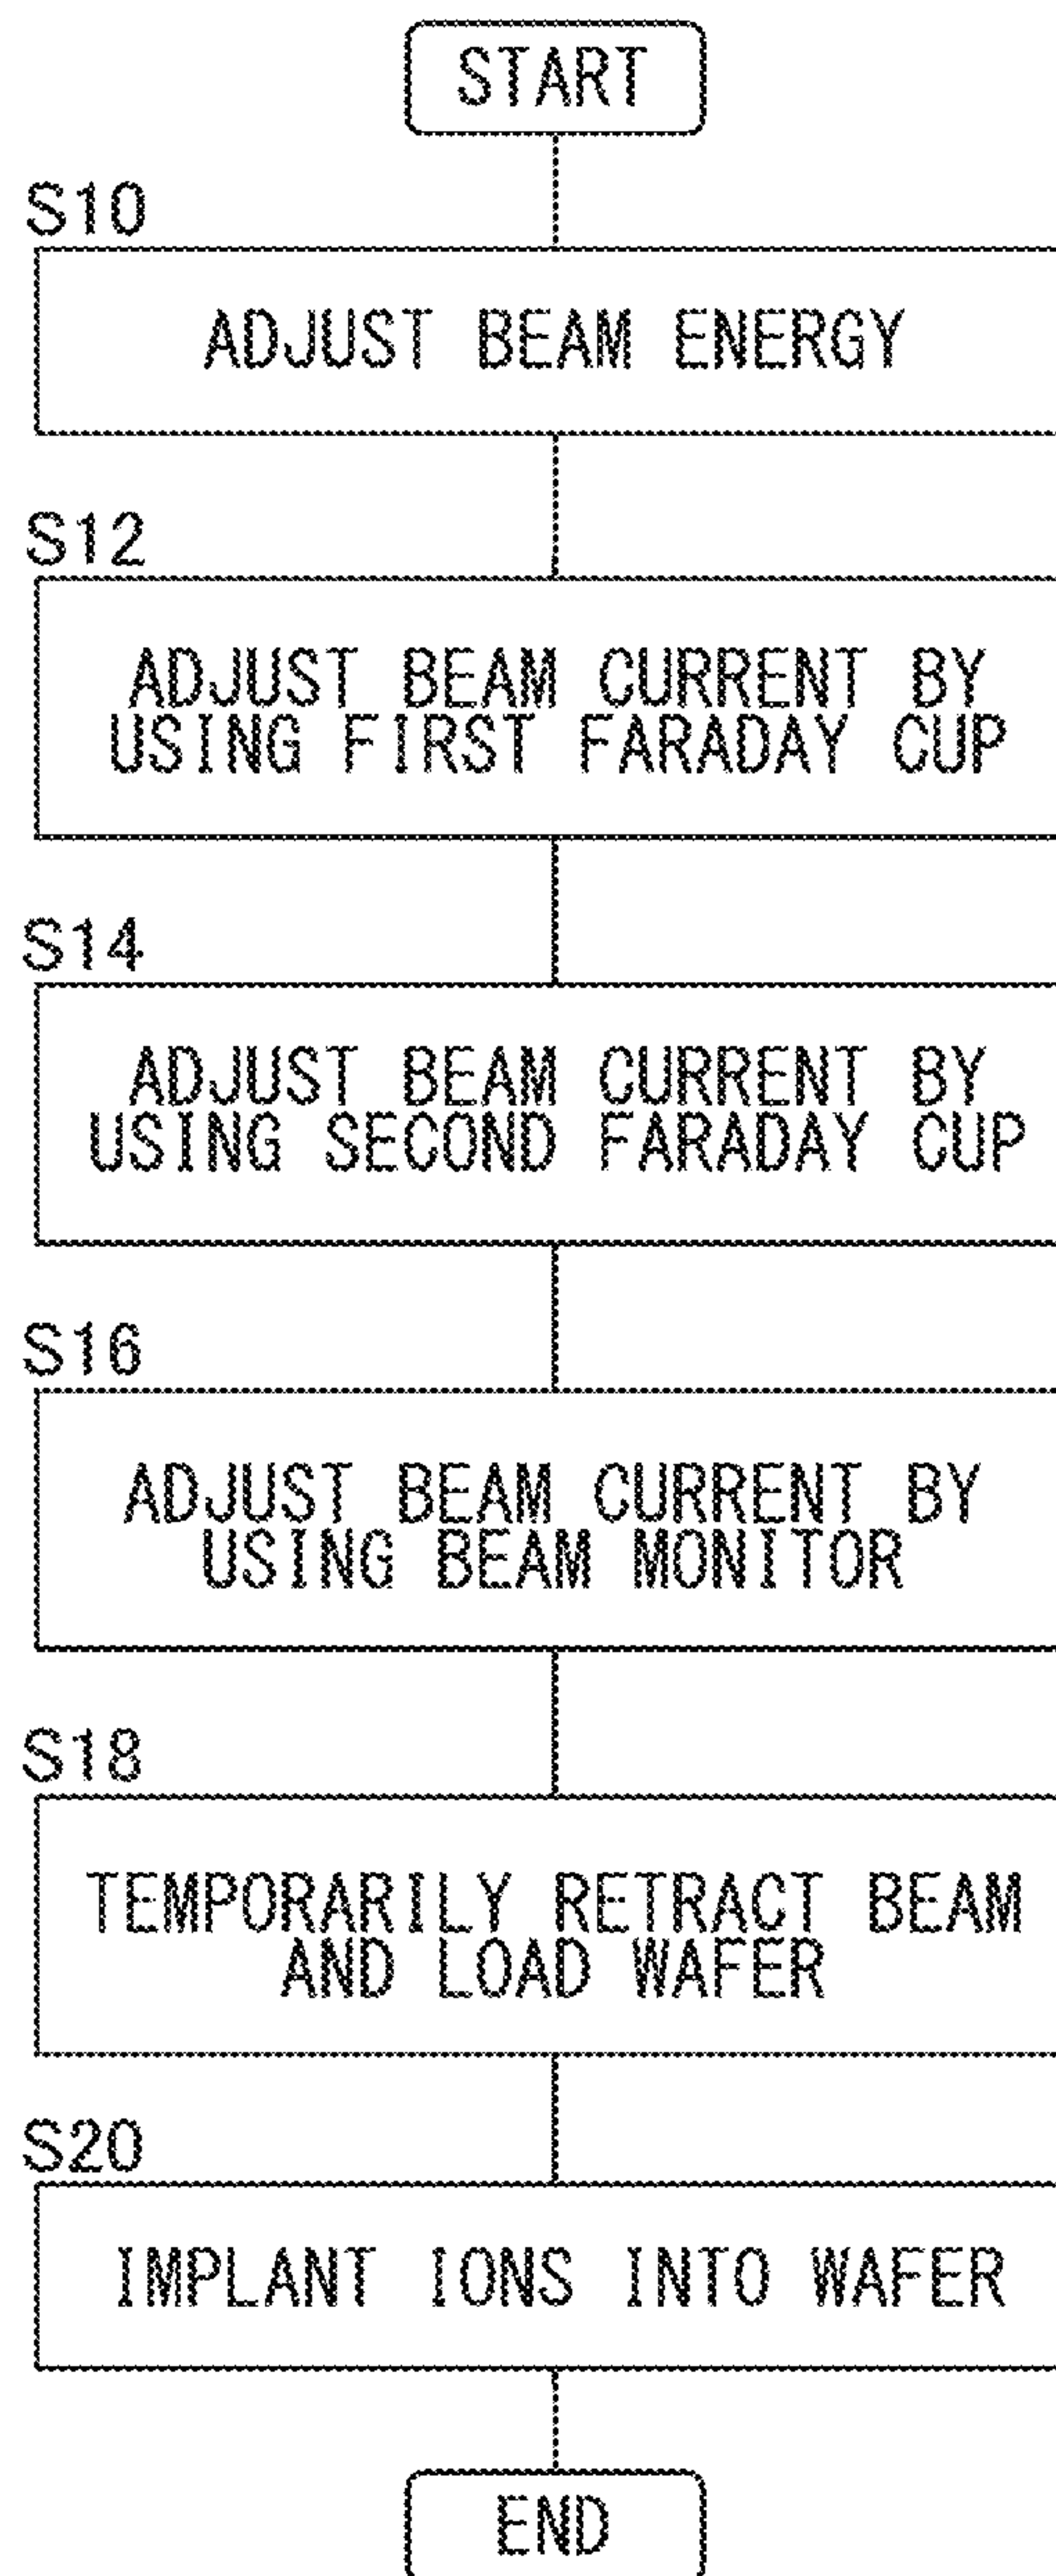 START
S10
ADJUST BEAM ENERGY
S12
ADJUST BEAM CURRENT BY
USING FIRST FARADAY CUP
S14
ADJUST BEAM CURRENT BY
USING SECOND FARADAY CUP
S16
ADJUST BEAM CURRENT BY
USING BEAM MONITOR
S18
TEMPORARILY RETRACT BEAM
AND LOAD WAFER
S20
IMPLANT IONS INTO WAFER
END